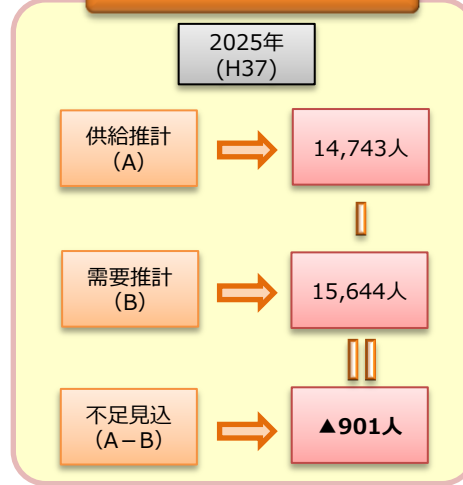 2025年
(H37)
供給推計
(A)
14,743人
需要推計
(B)
15,644人
不足見込
(A－B)
▲901人